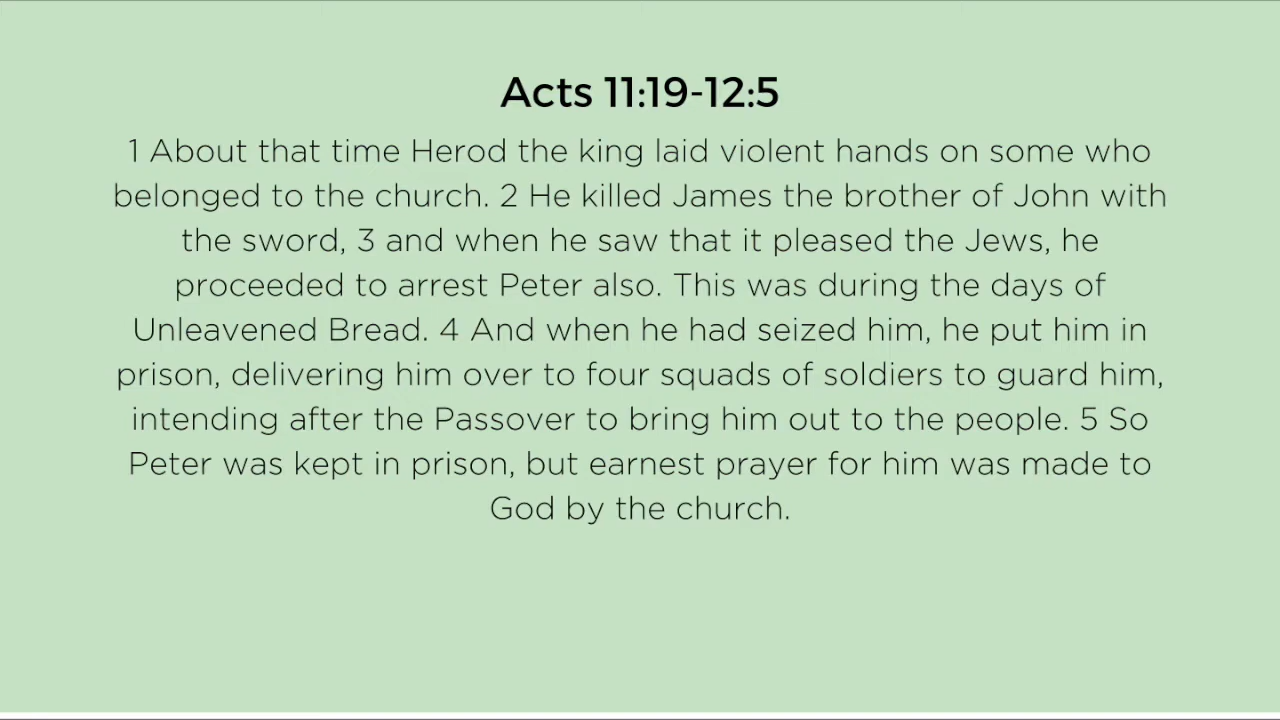 Acts 11:19-12:5
1 About that time Herod the king laid violent hands on some who
belonged to the church. 2 He killed James the brother of John with
the sword, 3 and when he saw that it pleased the Jews, he
proceeded to arrest Peter also. This was during the days of
Unleavened Bread. 4 And when he had seized him, he put him in
prison, delivering him over to four squads of soldiers to guard him,
intending after the Passover to bring him out to the people. 5 So
Peter was kept in prison, but earnest prayer for him was made to
God by the church.